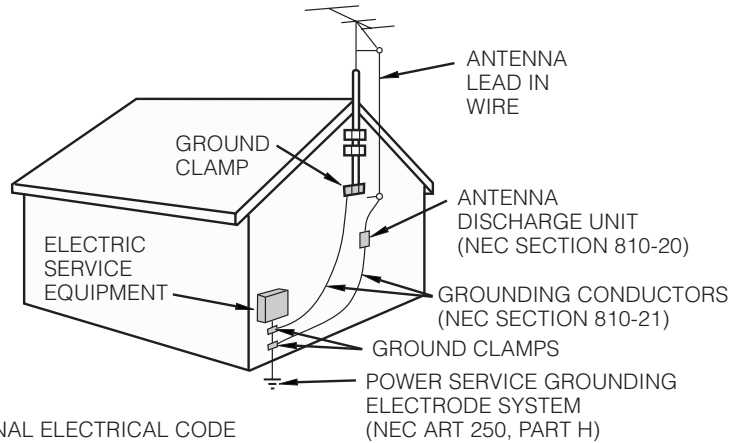 ANTENNA
LEAD IN
WIRE
GROUND
CLAMP
ANTENNA
DISCHARGE UNIT
(NEC SECTION 810-20)
ELECTRIC
SERVICE
EQUIPMENT
GROUNDING CONDUCTORS
(NEC SECTION 810-21)
GROUND CLAMPS
POWER SERVICE GROUNDING
ELECTRODE SYSTEM
(NEC ART 250, PART H)
ELECTRICAL CODE